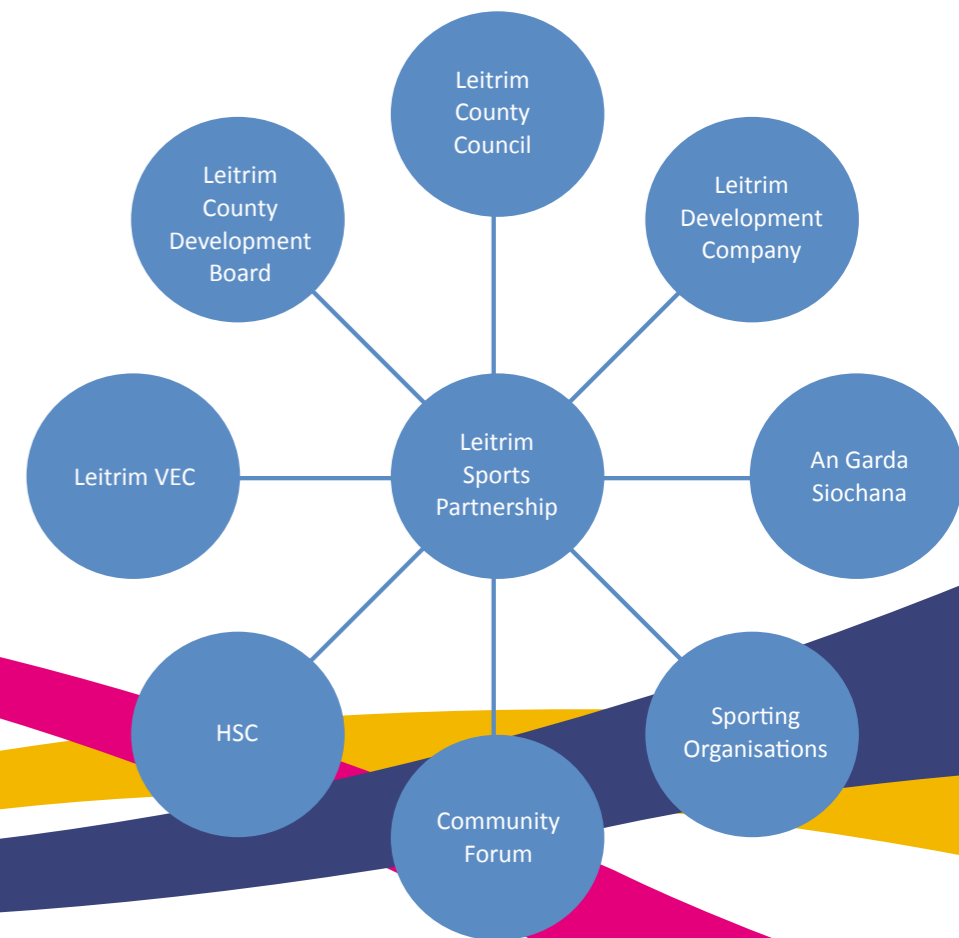 Leitrim
County
Council
Leitrim
County
Development
Board
Leitrim
Development
Company
Leitrim VEC
Leitrim
Sports
Partnership
An Garda
Siochana
HSC
Sporting
Organisations
Community
Forum